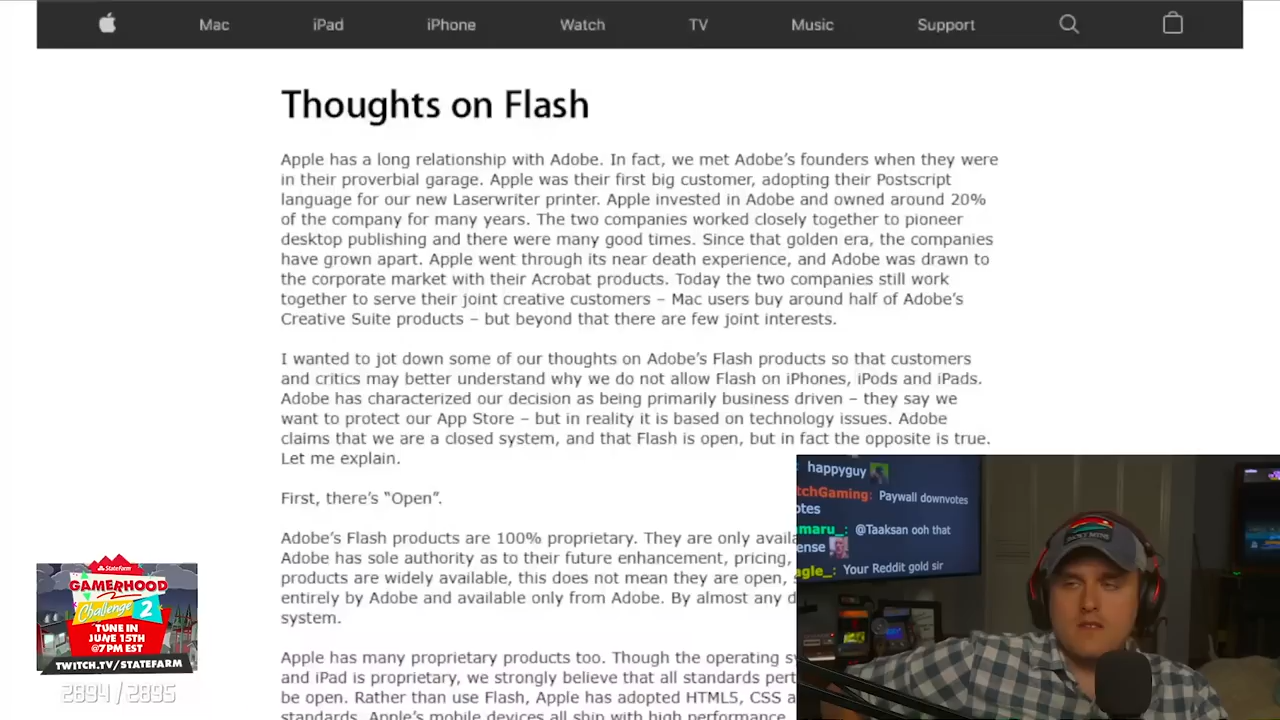 Mac iPad iPhone Watch TV Music Support
Thoughts on Flash
Apple has a long relationship with Adobe. In fact, we met Adobe’s founders when they were
in their proverbial garage. Apple was their first big customer, adopting their Postscript
language for our new Laserwriter printer. Apple invested in Adobe and owned around 20%
of the company for many years. The two companies worked closely together to pioneer
desktop publishing and there were many good times. Since that golden era, the companies
have grown apart. Apple went through its near death experience, and Adobe was drawn to
the corporate market with their Acrobat products. Today the two companies still work
together to serve their joint creative customers – Mac users buy around half of Adobe’s
Creative Suite products – but beyond that there are few joint interests.
I wanted to jot down some of our thoughts on Adobe’s Flash products so that customers
and critics may better understand why we do not allow Flash on iPhones, iPods and iPads.
Adobe has characterized our decision as being primarily business driven – they say we
want to protect our App Store – but in reality it is based on technology issues. Adobe
claims that we are a closed system, and that Flash is open, but in fact the opposite is true.
Let me explain.
First, there’s “Open”.
Adobe’s Flash products are 100% proprietary. They are only availa
Adobe has sole authority as to their future enhancement, pricing,
products are widely available, this does not mean they are open,
entirely by Adobe and available only from Adobe. By almost any d
system.
Apple has many proprietary products too. Though the operating sy
and iPad is proprietary, we strongly believe that all standards pert
be open. Rather than use Flash, Apple has adopted HTML5, CSS a
standards. Apple’s mobile devices all ship with high performance,
: happyguy
tchGaming: Paywall downvotes
otes
maru_: @Taaksan ooh that
ense
agle_: Your Reddit gold sir
StateFarm
GAMERHOOD
Challenge 2
TUNE IN
JUNE 15TH
@7PM EST
TWITCH.TV/STATEFARM
2894 / 2895